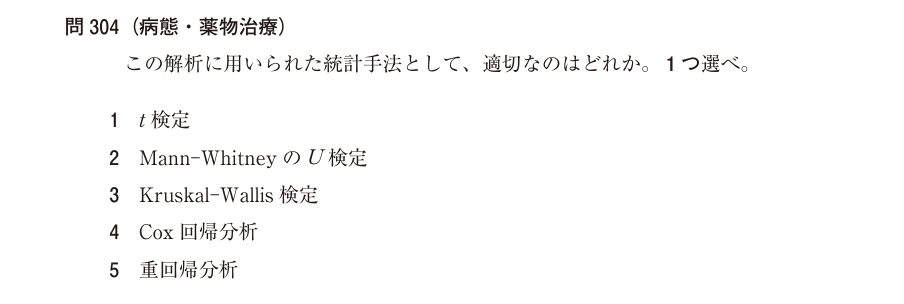 問 304（病態・薬物治療）
この解析に用いられた統計手法として、適切なのはどれか。1つ選べ。
1 t 検定
2 Mann-Whitney の U 検定
3 Kruskal-Wallis 検定
4 Cox 回帰分析
5 重回帰分析